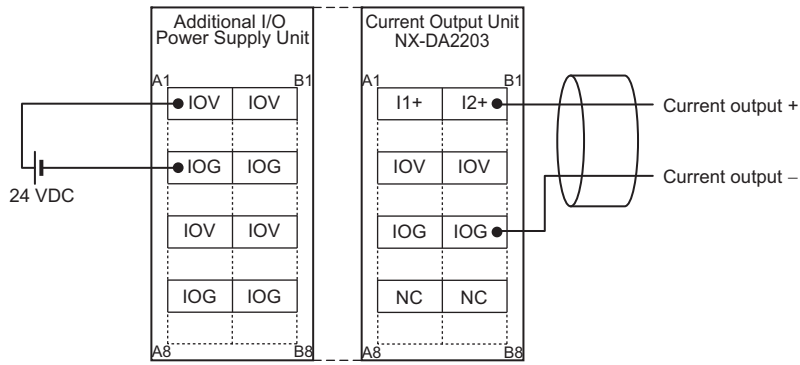 Additional I/O
Power Supply Unit
A1 B1
IOV IOV
IOG IOG
IOV IOV
IOG IOG
A8 B8
24 VDC
Current Output Unit
NX-DA2203
A1 B1
I1+ I2+
IOV IOV
IOG IOG
NC NC
A8 B8
Current output +
Current output −